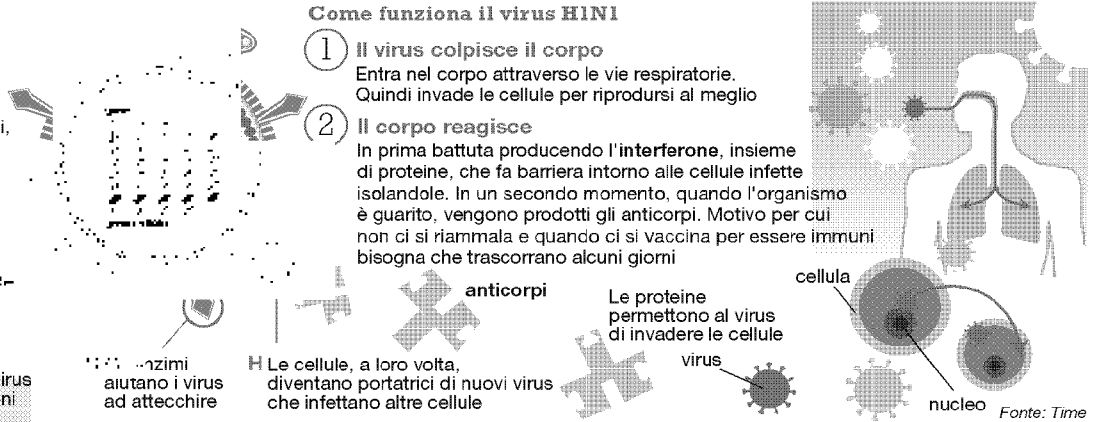 Come funziona il virus H1N1
1 Il virus colpisce il corpo
Entra nel corpo attraverso le vie respiratorie.
Quindi invade le cellule per riprodursi al meglio
2 Il corpo reagisce
In prima battuta producendo l'interferone, insieme
di proteine, che fa barriera intorno alle cellule infette
isolandole. In un secondo momento, quando l'organismo
è guarito, vengono prodotti gli anticorpi. Motivo per cui
non ci si riammala e quando ci si vaccina per essere immuni
bisogna che trascorrano alcuni giorni
anticorpi
Le proteine
permettono al virus
di invadere le cellule
virus
cellula
nucleo
aiutano i virus
ad attecchire
H Le cellule, a loro volta,
diventano portatrici di nuovi virus
che infettano altre cellule
Fonte: Time